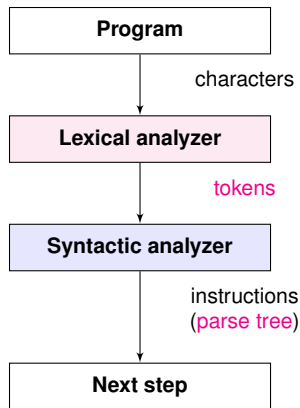 Program
characters
Lexical analyzer
tokens
Syntactic analyzer
instructions
(parse tree)
Next step